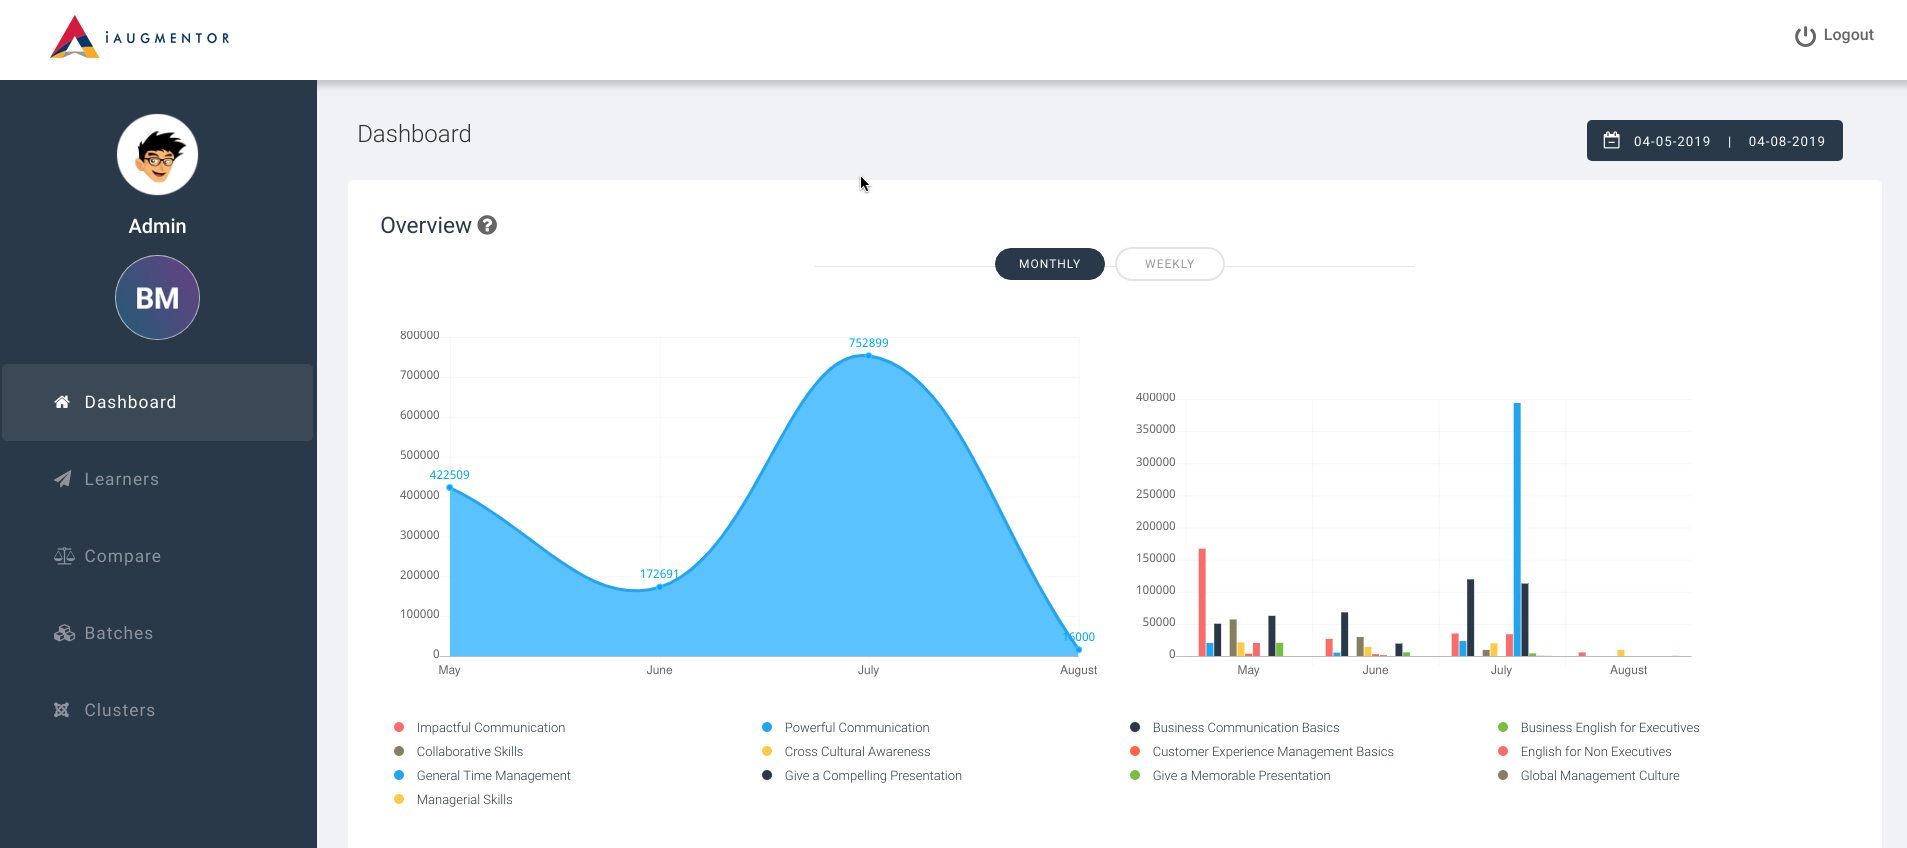 iAUGMENTOR
Logout
Admin
BM
Dashboard
Learners
Compare
Batches
Clusters
Dashboard
04-05-2019 | 04-08-2019
Overview ?
MONTHLY WEEKLY
800000
700000
600000
500000
400000
300000
200000
100000
0
422509
172691
752899
16000
May June July August
400000
350000
300000
250000
200000
150000
100000
50000
0
May June July August
Impactful Communication Powerful Communication Business Communication Basics Business English for Executives
Collaborative Skills Cross Cultural Awareness Customer Experience Management Basics English for Non Executives
General Time Management Give a Compelling Presentation Give a Memorable Presentation Global Management Culture
Managerial Skills